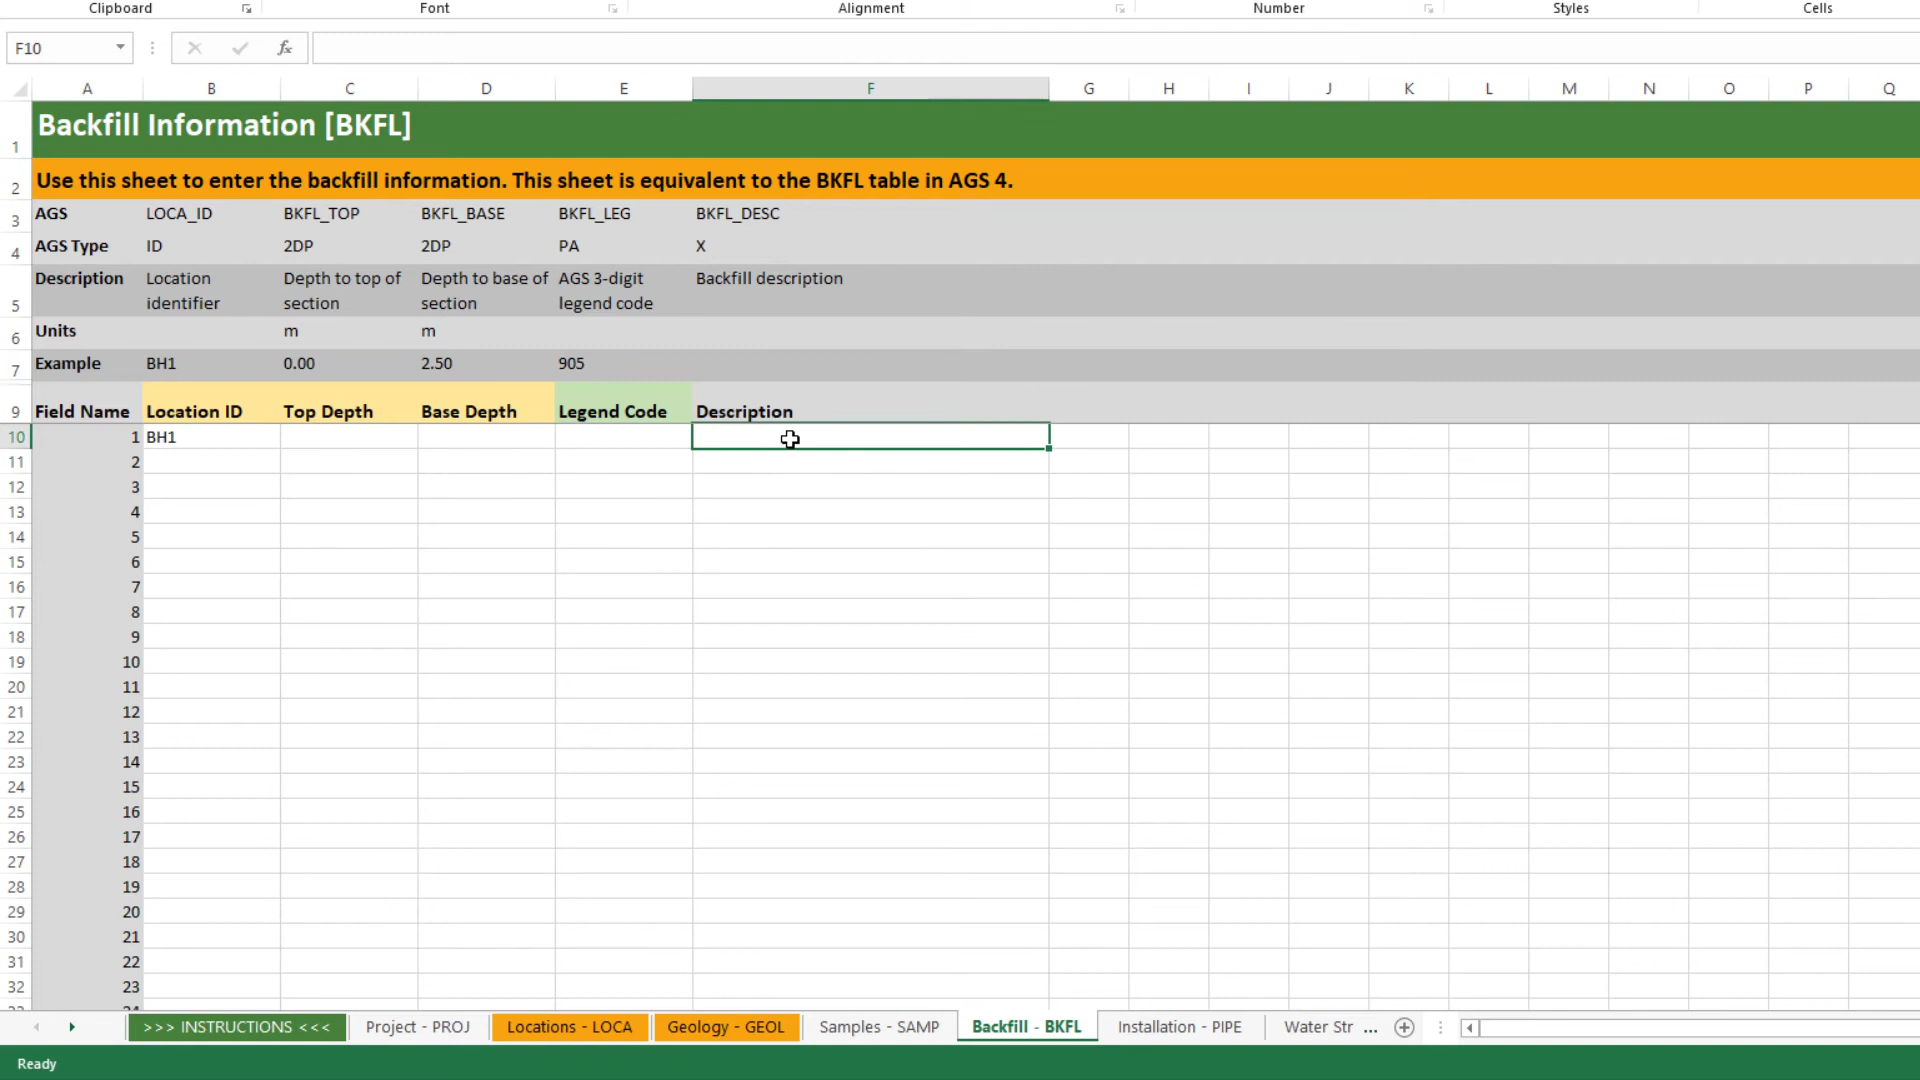 Clipboard Font Alignment Number Styles Cells
F10 fx
A B C D E F G H I J K L M N O P Q
1 Backfill Information [BKFL]
2 Use this sheet to enter the backfill information. This sheet is equivalent to the BKFL table in AGS 4.
3 AGS LOCA_ID BKFL_TOP BKFL_BASE BKFL_LEG BKFL_DESC
4 AGS Type ID 2DP 2DP PA X
Description Location Depth to top of Depth to base of AGS 3-digit Backfill description
5 identifier section section legend code
6 Units m m
7 Example BH1 0.00 2.50 905
9 Field Name Location ID Top Depth Base Depth Legend Code Description
10 1 BH1
11 2
12 3
13 4
14 5
15 6
16 7
17 8
18 9
19 10
20 11
21 12
22 13
23 14
24 15
25 16
26 17
27 18
28 19
29 20
30 21
31 22
32 23
>>> INSTRUCTIONS <<< Project - PROJ Locations - LOCA Geology - GEOL Samples - SAMP Backfill - BKFL Installation - PIPE Water Str ...
Ready